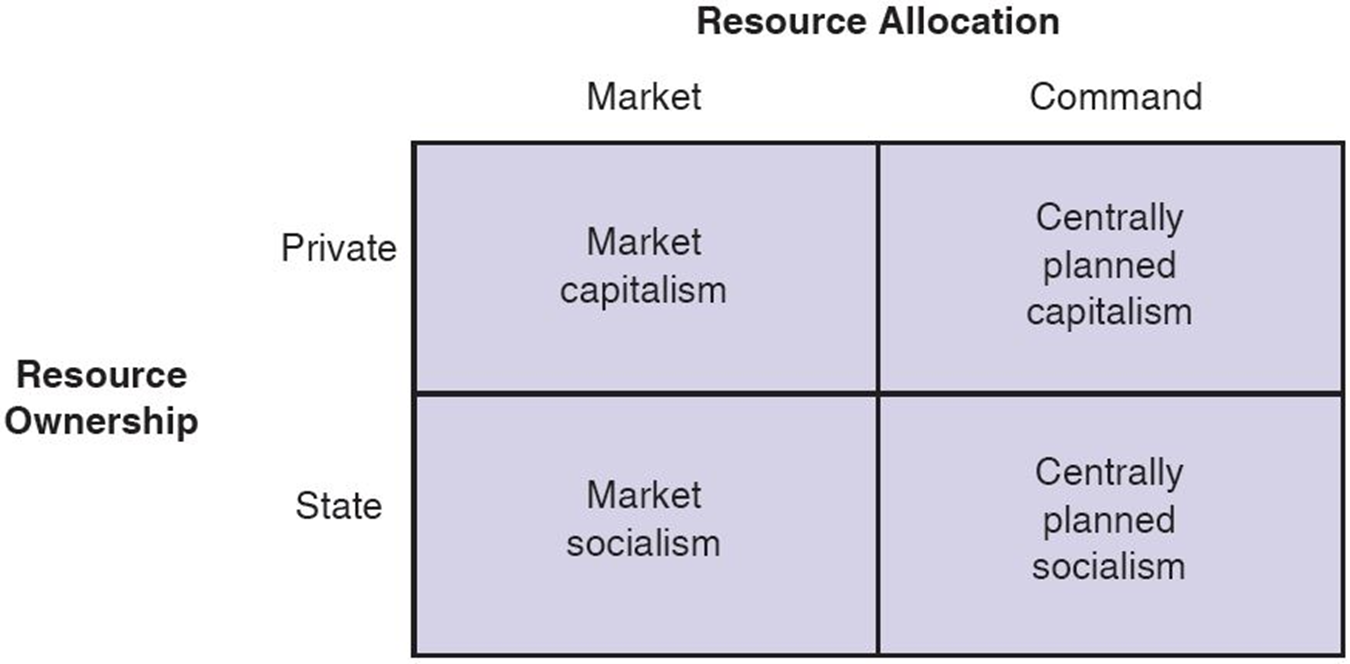 Resource Allocation
Market
Command
Private
Market
capitalism
Centrally
planned
capitalism
Resource
Ownership
State
Market
socialism
Centrally
planned
socialism